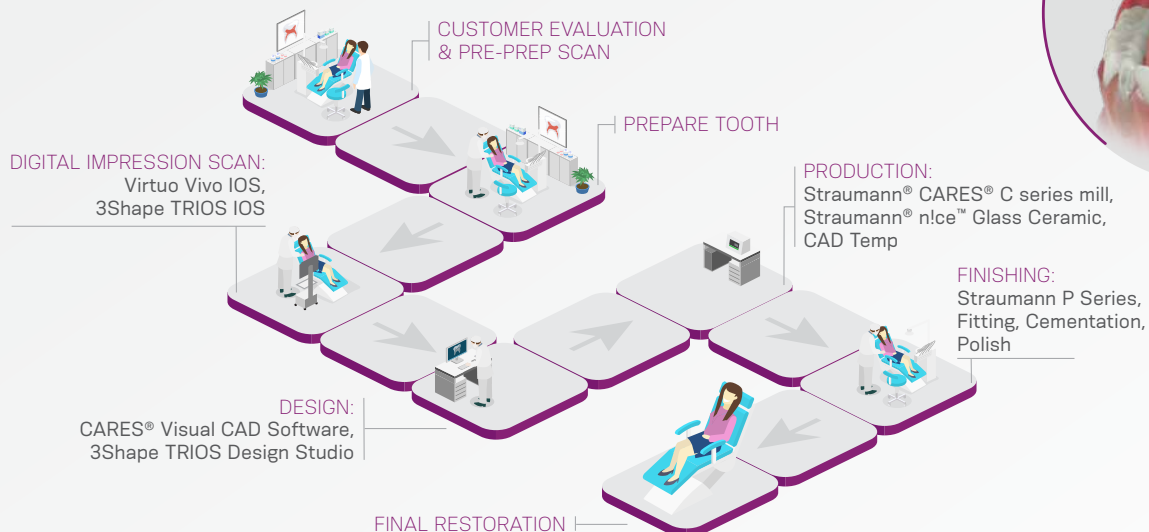 CUSTOMER EVALUATION
& PRE-PREP SCAN
PREPARE TOOTH
DIGITAL IMPRESSION SCAN:
Virtuo Vivo IOS,
3Shape TRIOS IOS
PRODUCTION:
Straumann® CARES® C series mill,
Straumann® n!ce™ Glass Ceramic,
CAD Temp
FINISHING:
Straumann P Series,
Fitting, Cementation,
Polish
DESIGN:
CARES® Visual CAD Software,
3Shape TRIOS Design Studio
FINAL RESTORATION